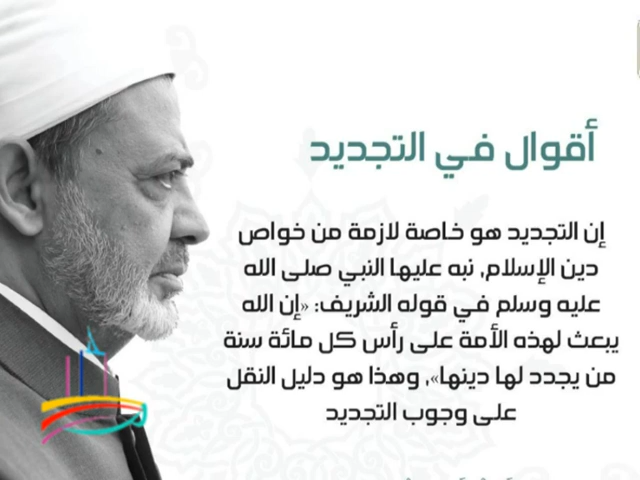 أقوال في التجديد
إن التجديد هو خاصة لازمة من خواص
دين الإسلام، نبه عليها النبي صلى الله
عليه وسلم في قوله الشريف: «إن الله
يبعث لهذه الأمة على رأس كل مائة سنة
من يجدد لها دينها»، وهذا هو دليل النقل
على وجوب التجديد